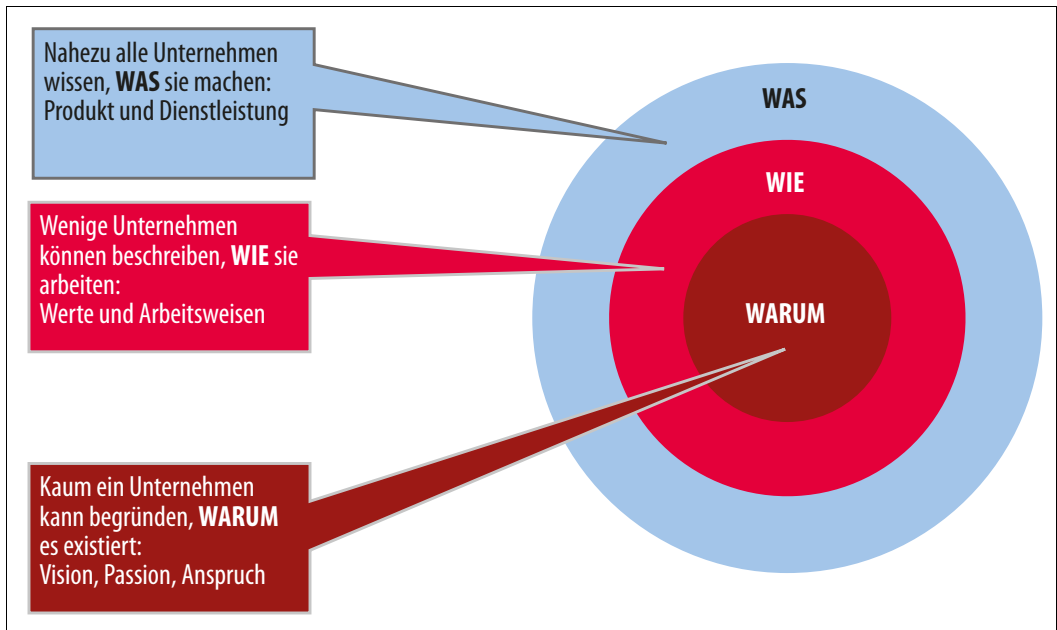 Nahezu alle Unternehmen
wissen, WAS sie machen:
Produkt und Dienstleistung
Wenige Unternehmen
können beschreiben, WIE sie
arbeiten:
Werte und Arbeitsweisen
Kaum ein Unternehmen
kann begründen, WARUM
es existiert:
Vision, Passion, Anspruch
WAS
WIE
WARUM